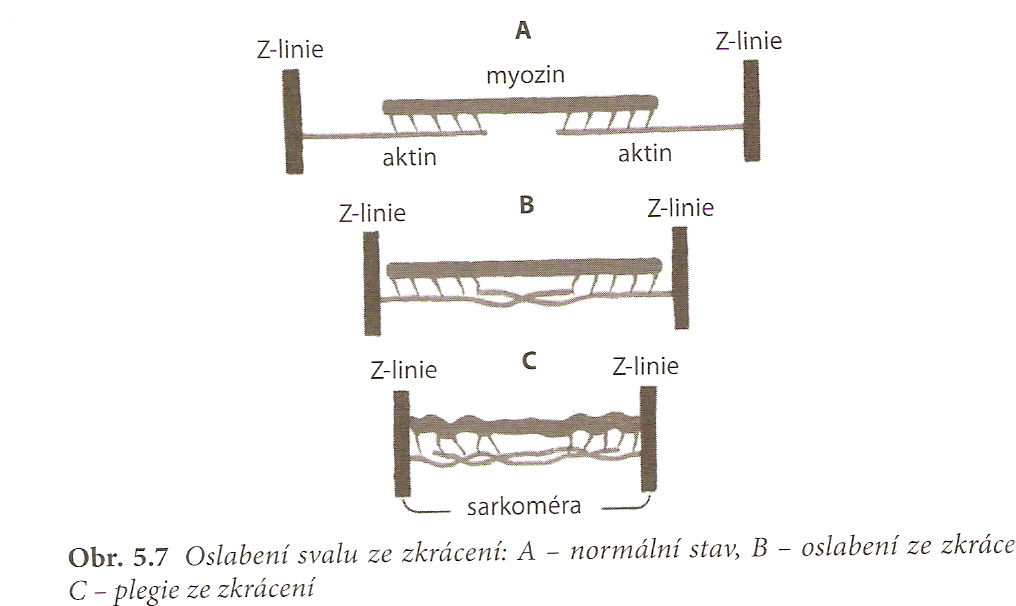 A
Z-linie Z-linie
myozin
aktin aktin
B
Z-linie Z-linie
C
Z-linie Z-linie
sarkoméra
Obr. 5.7 Oslabení svalu ze zkrácení: A – normální stav, B – oslabení ze zkráce
C – plegie ze zkrácení